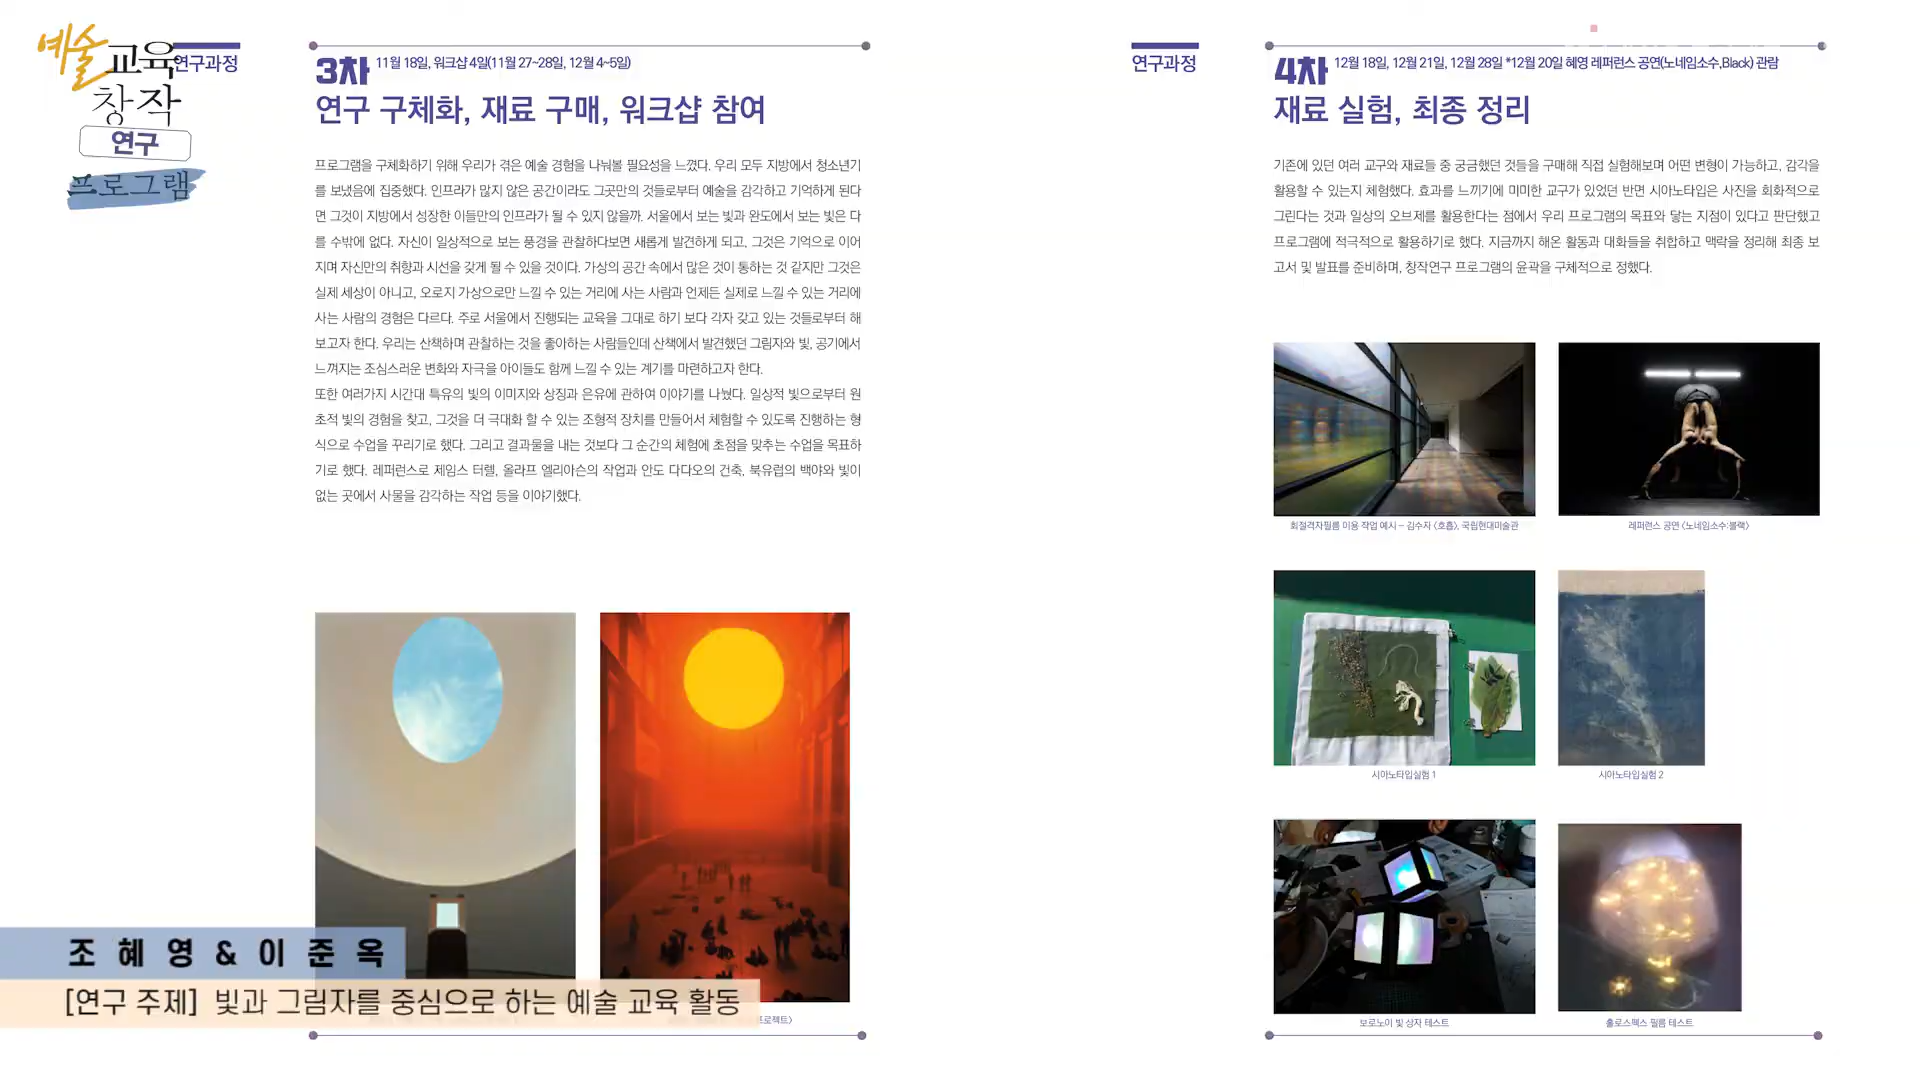 예술교육
창작
연구
프로그램
연구과정
3차 11월 18일, 워크샵 4일(11월 27~28일, 12월 4~5일)
연구 구체화, 재료 구매, 워크샵 참여
프로그램을 구체화하기 위해 우리가 겪은 예술 경험을 나눠볼 필요성을 느꼈다. 우리 모두 지방에서 청소년기
를 보냈음에 집중했다. 인프라가 많지 않은 공간이라도 그곳만의 것들로부터 예술을 감각하고 기억하게 된다
면 그것이 지방에서 성장한 이들만의 인프라가 될 수 있지 않을까. 서울에서 보는 빛과 완도에서 보는 빛은 다
를 수밖에 없다. 자신이 일상적으로 보는 풍경을 관찰하다보면 새롭게 발견하게 되고, 그것은 기억으로 이어
지며 자신만의 취향과 시선을 갖게 될 수 있을 것이다. 가상의 공간 속에서 많은 것이 통하는 것 같지만 그것은
실제 세상이 아니고, 오로지 가상으로만 느낄 수 있는 거리에 사는 사람과 언제든 실제로 느낄 수 있는 거리에
사는 사람의 경험은 다르다. 주로 서울에서 진행되는 교육을 그대로 하기 보다 각자 갖고 있는 것들로부터 해
보고자 한다. 우리는 산책하며 관찰하는 것을 좋아하는 사람들인데 산책에서 발견했던 그림자와 빛, 공기에서
느껴지는 조심스러운 변화와 자극을 아이들도 함께 느낄 수 있는 계기를 마련하고자 한다.
또한 여러가지 시간대 특유의 빛의 이미지와 상징과 은유에 관하여 이야기를 나눴다. 일상적 빛으로부터 원
초적 빛의 경험을 찾고, 그것을 더 극대화 할 수 있는 조형적 장치를 만들어서 체험할 수 있도록 진행하는 형
식으로 수업을 꾸리기로 했다. 그리고 결과물을 내는 것보다 그 순간의 체험에 초점을 맞추는 수업을 목표하
기로 했다. 레퍼런스로 제임스 터렐, 올라프 엘리아슨의 작업과 안도 다다오의 건축, 북유럽의 백야와 빛이
없는 곳에서 사물을 감각하는 작업 등을 이야기했다.
프로젝트>
조혜영&이준옥
[연구 주제] 빛과 그림자를 중심으로 하는 예술 교육 활동
연구과정
4차 12월 18일, 12월 21일, 12월 28일 *12월 20일 혜영 레퍼런스 공연(노네임소수,Black) 관람
재료 실험, 최종 정리
기존에 있던 여러 교구와 재료들 중 궁금했던 것들을 구매해 직접 실험해보며 어떤 변형이 가능하고, 감각을
활용할 수 있는지 체험했다. 효과를 느끼기에 미미한 교구가 있었던 반면 시아노타입은 사진을 회화적으로
그린다는 것과 일상의 오브제를 활용한다는 점에서 우리 프로그램의 목표와 닿는 지점이 있다고 판단했고
프로그램에 적극적으로 활용하기로 했다. 지금까지 해온 활동과 대화들을 취합하고 맥락을 정리해 최종 보
고서 및 발표를 준비하며, 창작연구 프로그램의 윤곽을 구체적으로 정했다.
회절격자필름 이용 작업 예시 – 김수자 <호흡>, 국립현대미술관
레퍼런스 공연 <노네임소수:블랙>
시아노타입실험 1
시아노타입실험 2
보로노이 빛 상자 테스트
홀로스펙스 필름 테스트